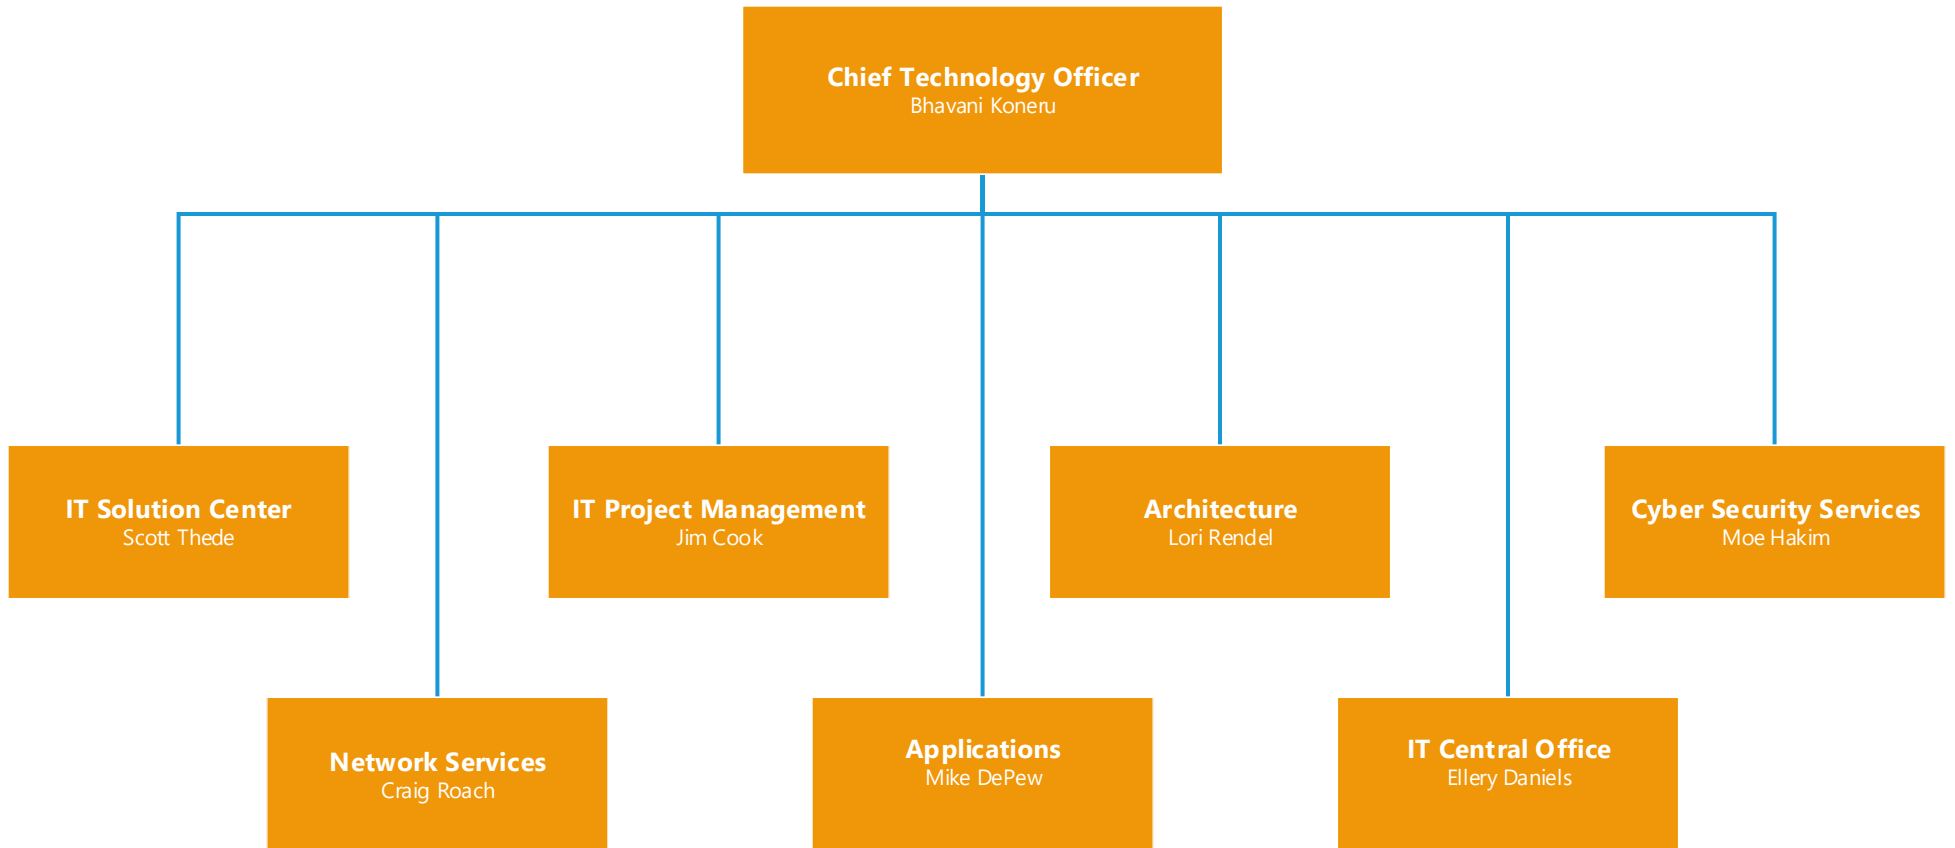 Chief Technology Officer
Bhavani Koneru
IT Solution Center
Scott Thede
IT Project Management
Jim Cook
Architecture
Lori Rendel
Cyber Security Services
Moe Hakim
Network Services
Craig Roach
Applications
Mike DePew
IT Central Office
Ellery Daniels